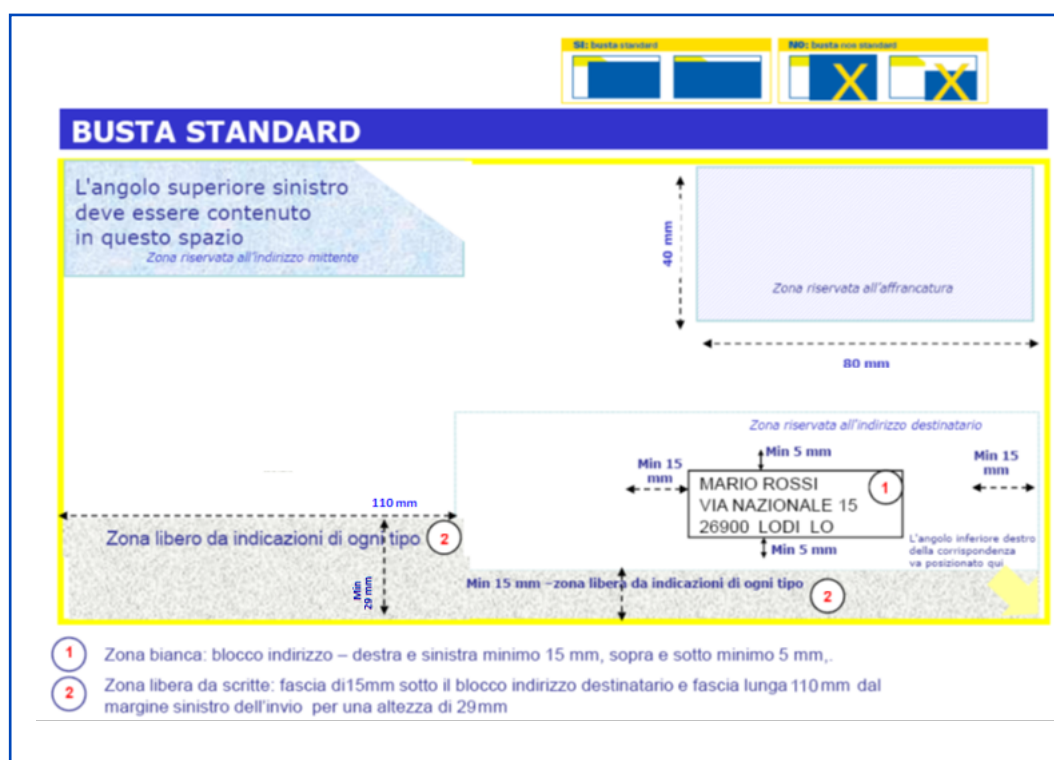 SI: busta standard
NO: busta non standard
X
X
BUSTA STANDARD
L'angolo superiore sinistro
deve essere contenuto
in questo spazio
Zona riservata all'indirizzo mittente
40 mm
Zona riservata all'affrancatura
80 mm
Zona riservata all'indirizzo destinatario
Min 5 mm
Min 15
mm
Min 15
mm
MARIO ROSSI
VIA NAZIONALE 15
26900 LODI LO
1
110 mm
Zona libero da indicazioni di ogni tipo
2
Min 5 mm
L'angolo inferiore destro
della corrispondenza
va posizionato qui
Min
29 mm
Min 15 mm –zona libera da indicazioni di ogni tipo
2
1 Zona bianca: blocco indirizzo – destra e sinistra minimo 15 mm, sopra e sotto minimo 5 mm,.
2 Zona libera da scritte: fascia di15mm sotto il blocco indirizzo destinatario e fascia lunga 110 mm dal
margine sinistro dell'invio per una altezza di 29mm